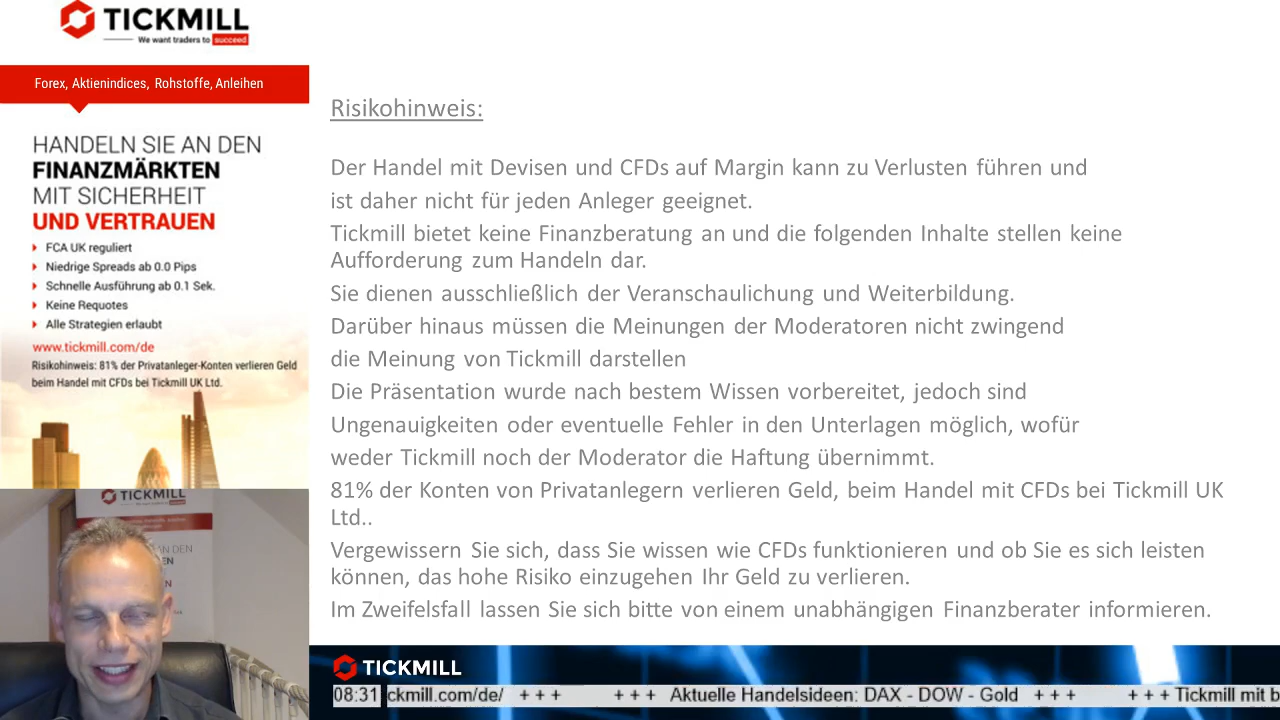 TICKMILL
We want traders to succeed
Forex, Aktienindices, Rohstoffe, Anleihen
HANDELN SIE AN DEN
FINANZMÄRKTEN
MIT SICHERHEIT
UND VERTRAUEN
FCA UK reguliert
Niedrige Spreads ab 0.0 Pips
Schnelle Ausführung ab 0.1 Sek.
Keine Requotes
Alle Strategien erlaubt
www.tickmill.com/de
Risikohinweis: 81% der Privatanleger-Konten verlieren Geld
beim Handel mit CFDs bei Tickmill UK Ltd.
TICKMILL
Risikohinweis:
Der Handel mit Devisen und CFDs auf Margin kann zu Verlusten führen und
ist daher nicht für jeden Anleger geeignet.
Tickmill bietet keine Finanzberatung an und die folgenden Inhalte stellen keine
Aufforderung zum Handeln dar.
Sie dienen ausschließlich der Veranschaulichung und Weiterbildung.
Darüber hinaus müssen die Meinungen der Moderatoren nicht zwingend
die Meinung von Tickmill darstellen
Die Präsentation wurde nach bestem Wissen vorbereitet, jedoch sind
Ungenauigkeiten oder eventuelle Fehler in den Unterlagen möglich, wofür
weder Tickmill noch der Moderator die Haftung übernimmt.
81% der Konten von Privatanlegern verlieren Geld, beim Handel mit CFDs bei Tickmill UK
Ltd..
Vergewissern Sie sich, dass Sie wissen wie CFDs funktionieren und ob Sie es sich leisten
können, das hohe Risiko einzugehen Ihr Geld zu verlieren.
Im Zweifelsfall lassen Sie sich bitte von einem unabhängigen Finanzberater informieren.
TICKMILL
08:31 ckmill.com/de/ + + + + + + Aktuelle Handelsideen: DAX - DOW - Gold + + + + + + Tickmill mit b